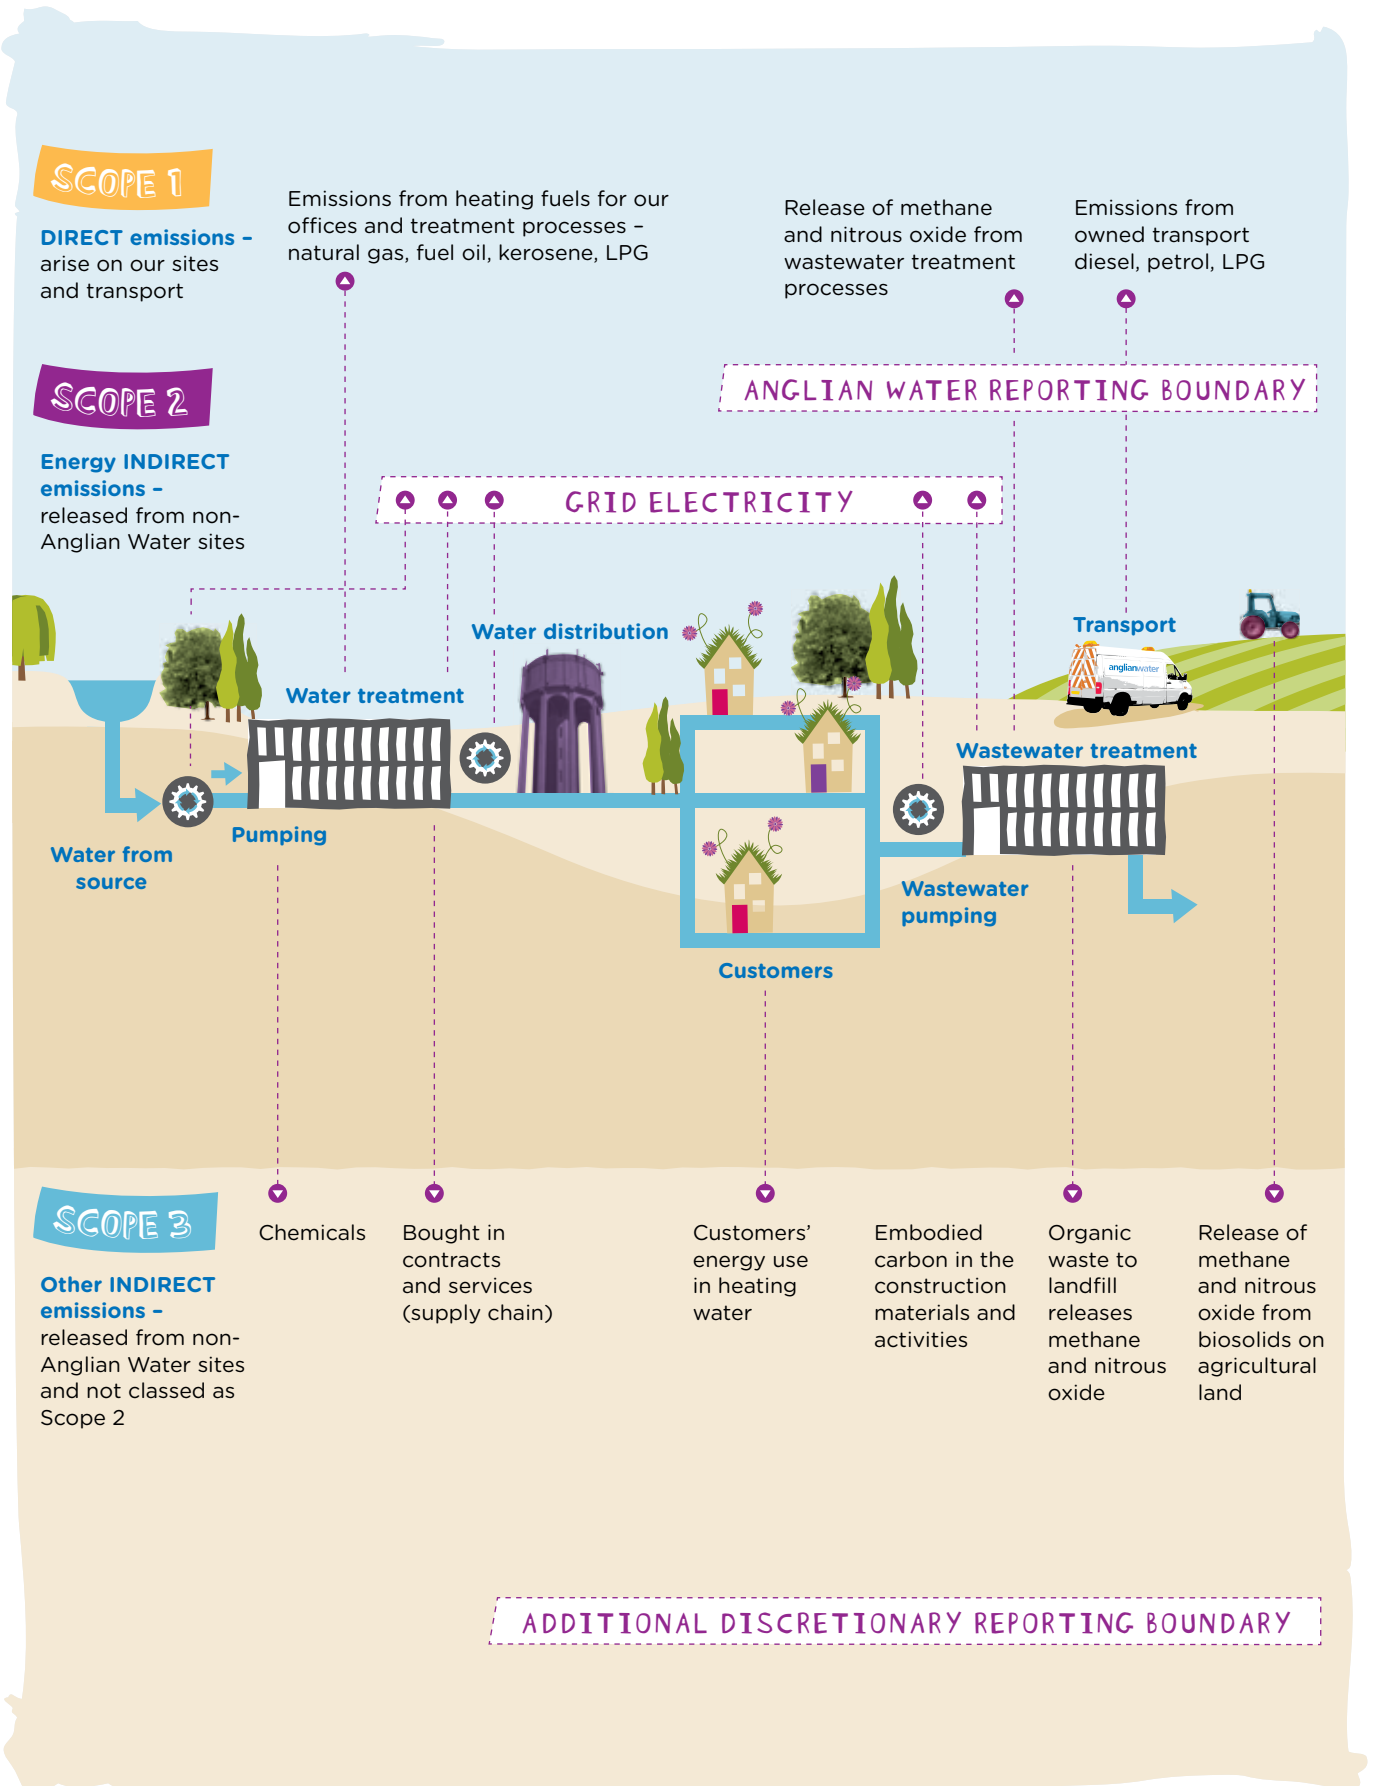 SCOPE 1
DIRECT emissions –
arise on our sites
and transport
Emissions from heating fuels for our
offices and treatment processes –
natural gas, fuel oil, kerosene, LPG
Release of methane
and nitrous oxide from
wastewater treatment
processes
Emissions from
owned transport
diesel, petrol, LPG
ANGLIAN WATER REPORTING BOUNDARY
SCOPE 2
Energy INDIRECT
emissions –
released from non-
Anglian Water sites
GRID ELECTRICITY
Water distribution
Transport
anglianwater
Water treatment
Wastewater treatment
Pumping
Water from
source
Wastewater
pumping
Customers
SCOPE 3
Other INDIRECT
emissions –
released from non-
Anglian Water sites
and not classed as
Scope 2
Chemicals
Bought in
contracts
and services
(supply chain)
Customers'
energy use
in heating
water
Embodied
carbon in the
construction
materials and
activities
Organic
waste to
landfill
releases
methane
and nitrous
oxide
Release of
methane
and nitrous
oxide from
biosolids on
agricultural
land
ADDITIONAL DISCRETIONARY REPORTING BOUNDARY